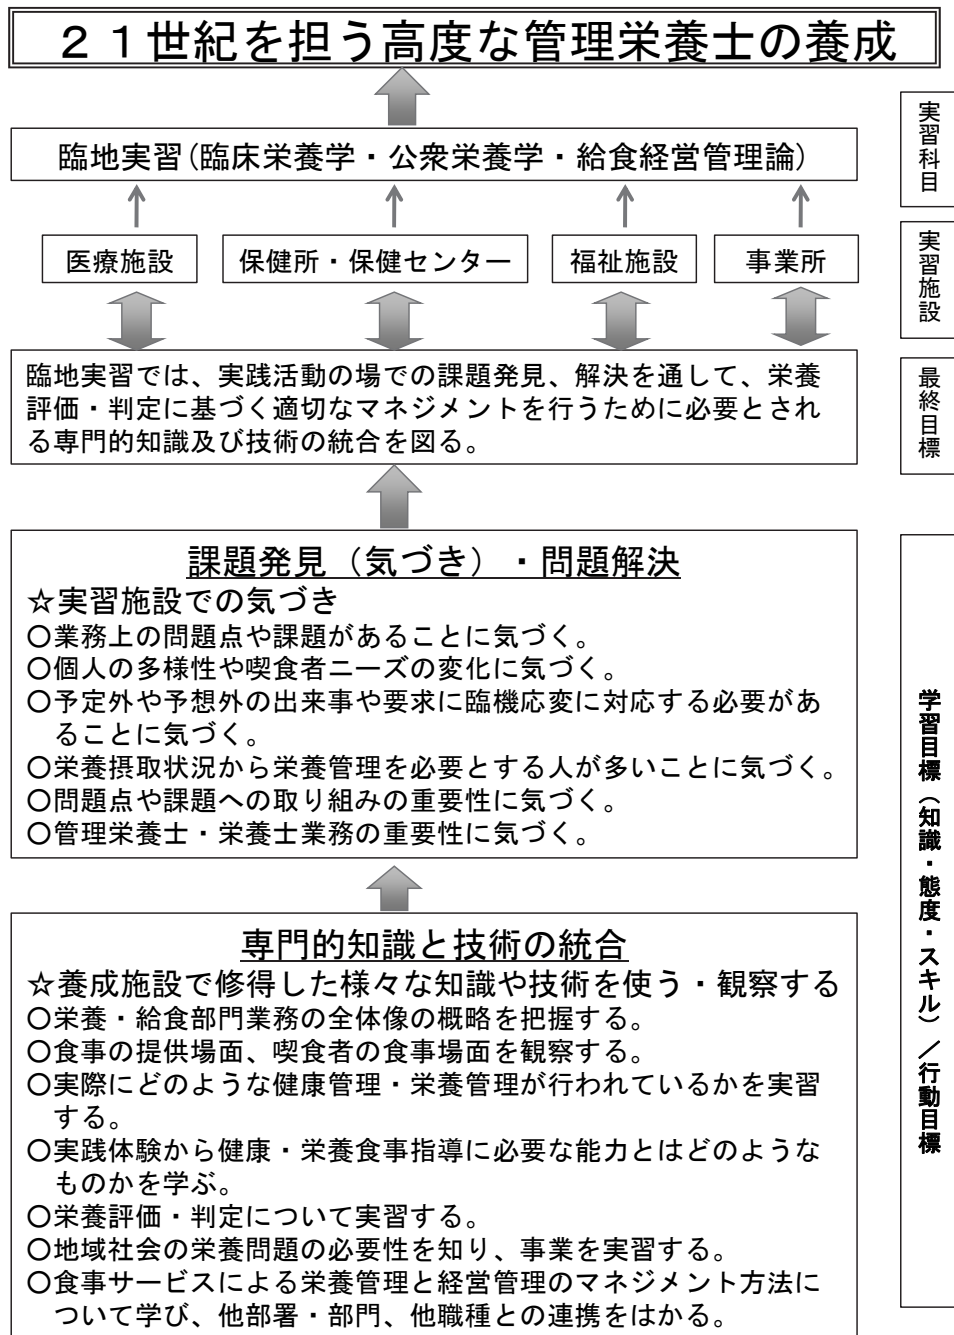 ２１世紀を担う高度な管理栄養士の養成
実習科目
臨地実習(臨床栄養学・公衆栄養学・給食経営管理論)
実習施設
医療施設
保健所・保健センター
福祉施設
事業所
最終目標
臨地実習では、実践活動の場での課題発見、解決を通して、栄養
評価・判定に基づく適切なマネジメントを行うために必要とされ
る専門的知識及び技術の統合を図る。
課題発見（気づき）・問題解決
☆実習施設での気づき
〇業務上の問題点や課題があることに気づく。
〇個人の多様性や喫食者ニーズの変化に気づく。
〇予定外や予想外の出来事や要求に臨機応変に対応する必要があ
ることに気づく。
〇栄養摂取状況から栄養管理を必要とする人が多いことに気づく。
〇問題点や課題への取り組みの重要性に気づく。
〇管理栄養士・栄養士業務の重要性に気づく。
学習目標（知識・態度・スキル）／行動目標
専門的知識と技術の統合
☆養成施設で修得した様々な知識や技術を使う・観察する
〇栄養・給食部門業務の全体像の概略を把握する。
〇食事の提供場面、喫食者の食事場面を観察する。
〇実際にどのような健康管理・栄養管理が行われているかを実習
する。
〇実践体験から健康・栄養食事指導に必要な能力とはどのような
ものかを学ぶ。
〇栄養評価・判定について実習する。
〇地域社会の栄養問題の必要性を知り、事業を実習する。
〇食事サービスによる栄養管理と経営管理のマネジメント方法に
ついて学び、他部署・部門、他職種との連携をはかる。